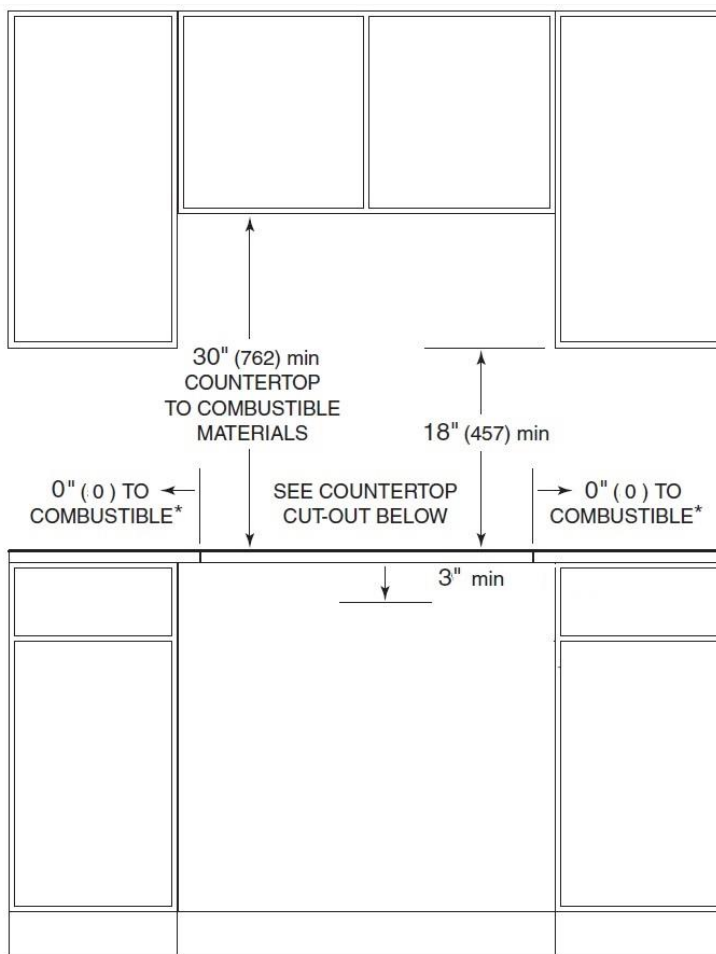 30" (762) min
COUNTERTOP
TO COMBUSTIBLE
MATERIALS
18" (457) min
0" ( 0 ) TO
COMBUSTIBLE*
SEE COUNTERTOP
CUT-OUT BELOW
0" ( 0 ) TO
COMBUSTIBLE*
3" min